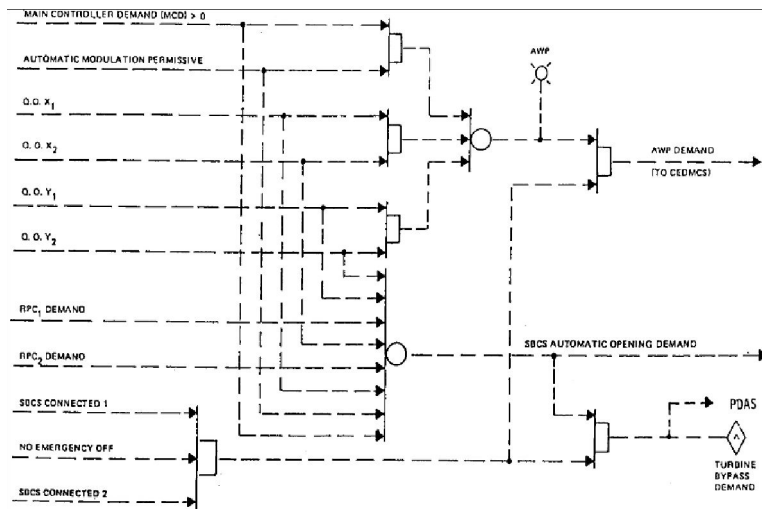 MAIN CONTROLLER DEMAND (MCD) > 0
AUTOMATIC MODULATION PERMISSIVE
AWP
Q.O. X1
Q.O. X2
AWP DEMAND
(TO CEDMCS)
Q.O. Y1
Q.O. Y2
RPC1 DEMAND
SBCS AUTOMATIC OPENING DEMAND
RPC2 DEMAND
SBCS CONNECTED 1
PDAS
NO EMERGENCY OFF
A
TURBINE
BYPASS
DEMAND
SBCS CONNECTED 2